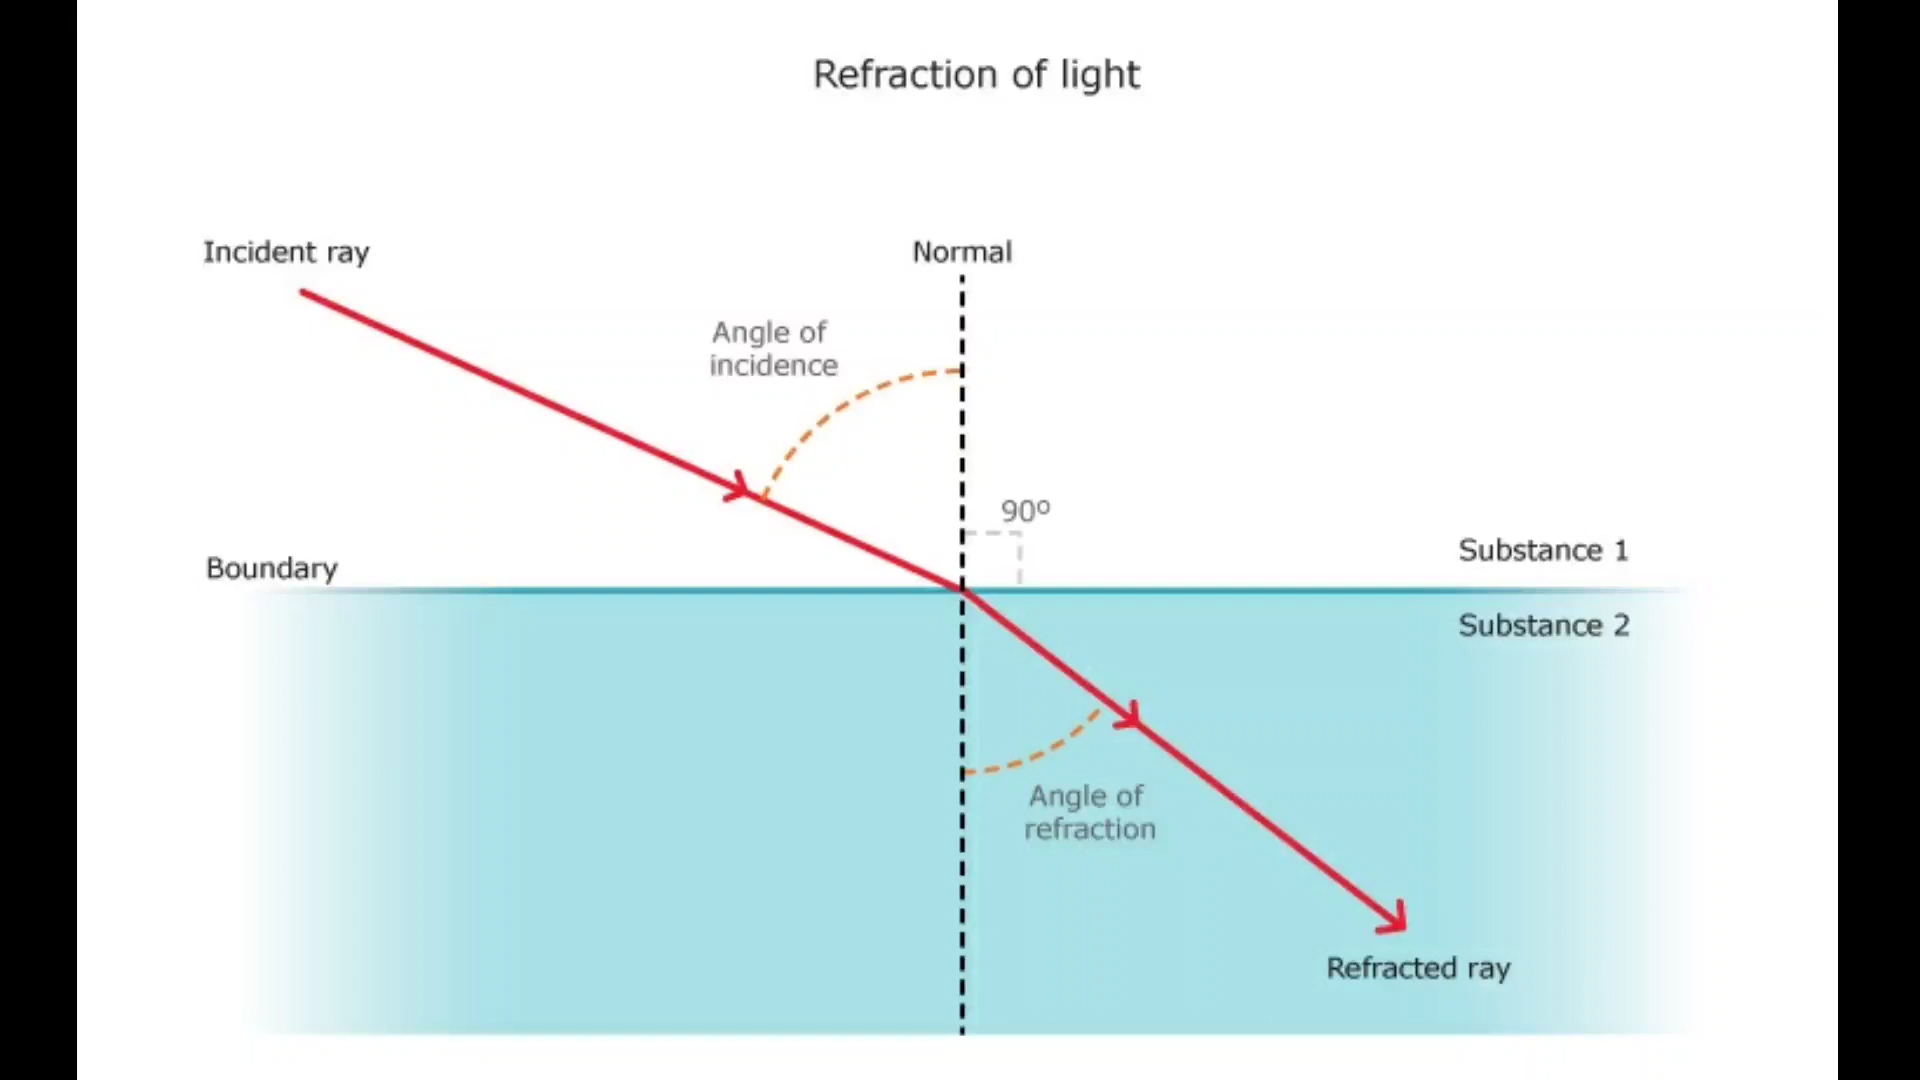 Refraction of light
Incident ray
Normal
Angle of
incidence
90º
Boundary
Substance 1
Substance 2
Angle of
refraction
Refracted ray